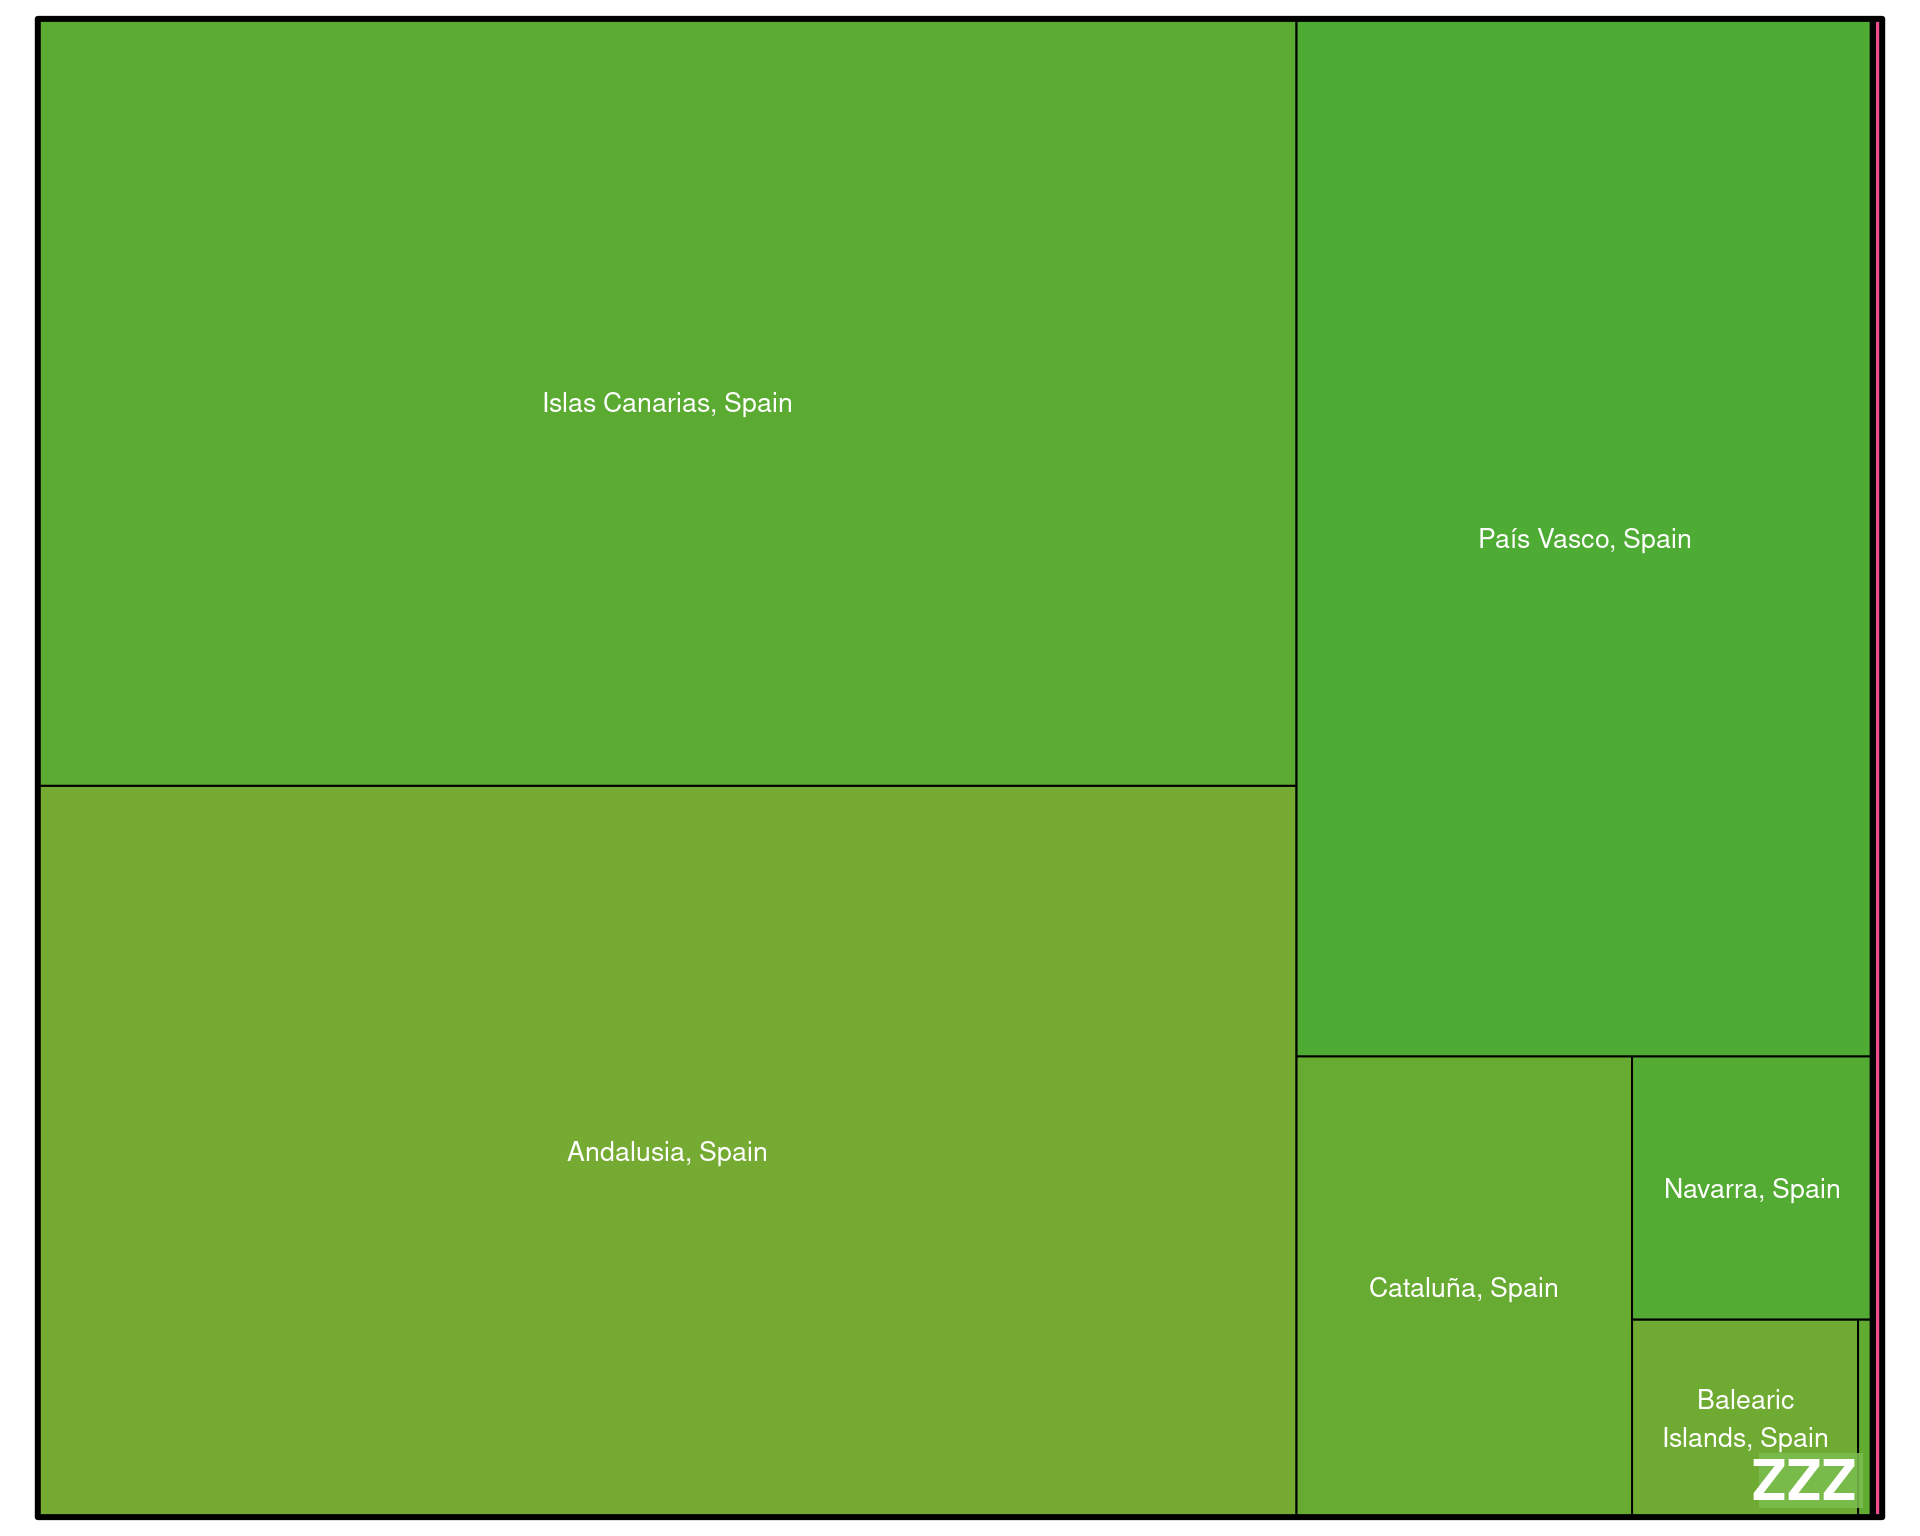 Islas Canarias, Spain
País Vasco, Spain
Andalusia, Spain
Navarra, Spain
Cataluña, Spain
Balearic
Islands, Spain
ZZZ